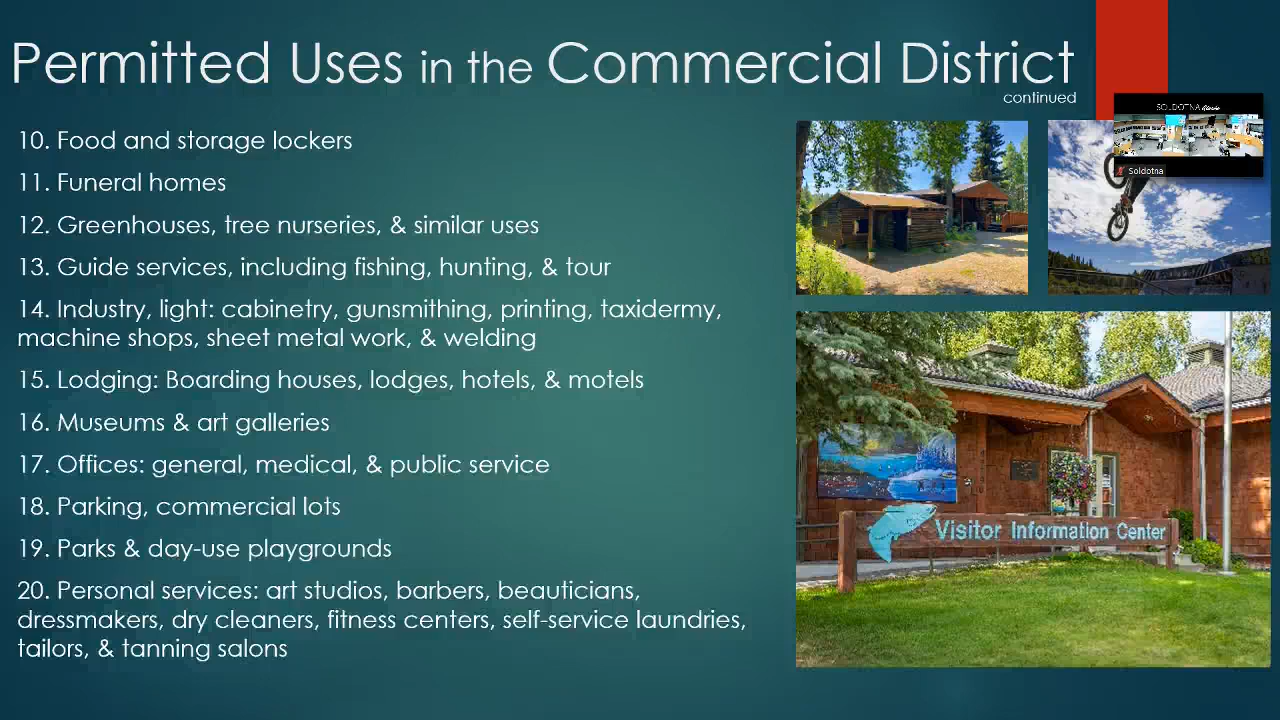 Permitted Uses in the Commercial District
continued
10. Food and storage lockers
11. Funeral homes
12. Greenhouses, tree nurseries, & similar uses
13. Guide services, including fishing, hunting, & tour
14. Industry, light: cabinetry, gunsmithing, printing, taxidermy,
machine shops, sheet metal work, & welding
15. Lodging: Boarding houses, lodges, hotels, & motels
16. Museums & art galleries
17. Offices: general, medical, & public service
18. Parking, commercial lots
19. Parks & day-use playgrounds
20. Personal services: art studios, barbers, beauticians,
dressmakers, dry cleaners, fitness centers, self-service laundries,
tailors, & tanning salons
SOLDOTNA Alaska
Soldotna
Visitor Information Center